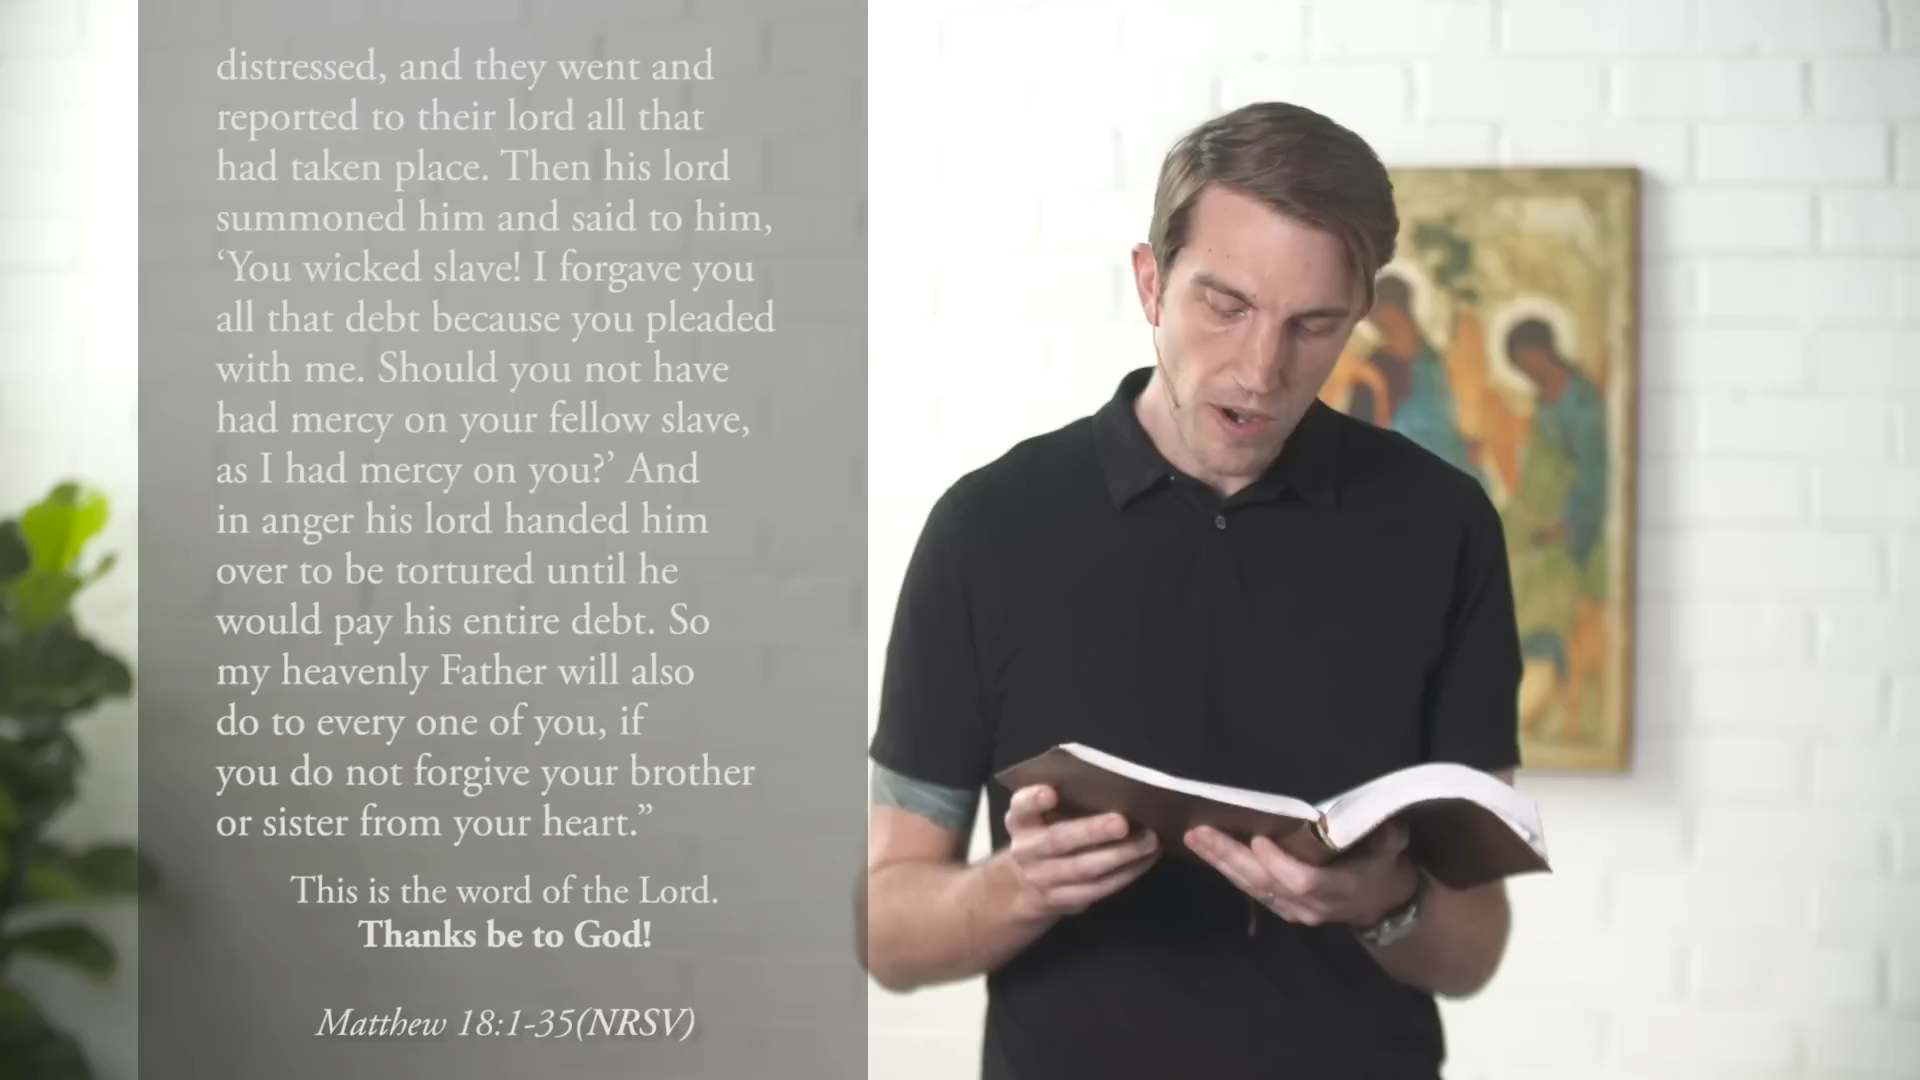 distressed, and they went and
reported to their lord all that
had taken place. Then his lord
summoned him and said to him,
‘You wicked slave! I forgave you
all that debt because you pleaded
with me. Should you not have
had mercy on your fellow slave,
as I had mercy on you?’ And
in anger his lord handed him
over to be tortured until he
would pay his entire debt. So
my heavenly Father will also
do to every one of you, if
you do not forgive your brother
or sister from your heart.”
This is the word of the Lord.
Thanks be to God!
Matthew 18:1-35(NRSV)